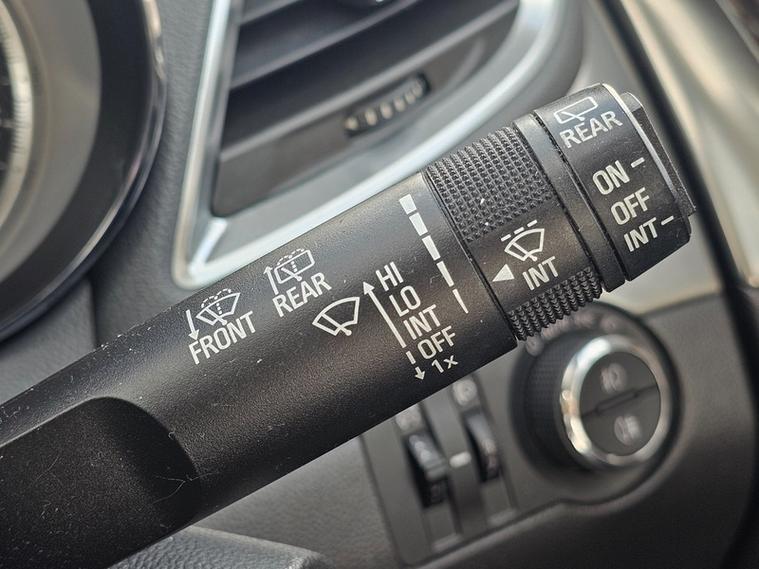 FRONT
REAR
HI
LO
INT
OFF
1x
INT
REAR
ON
OFF
INT